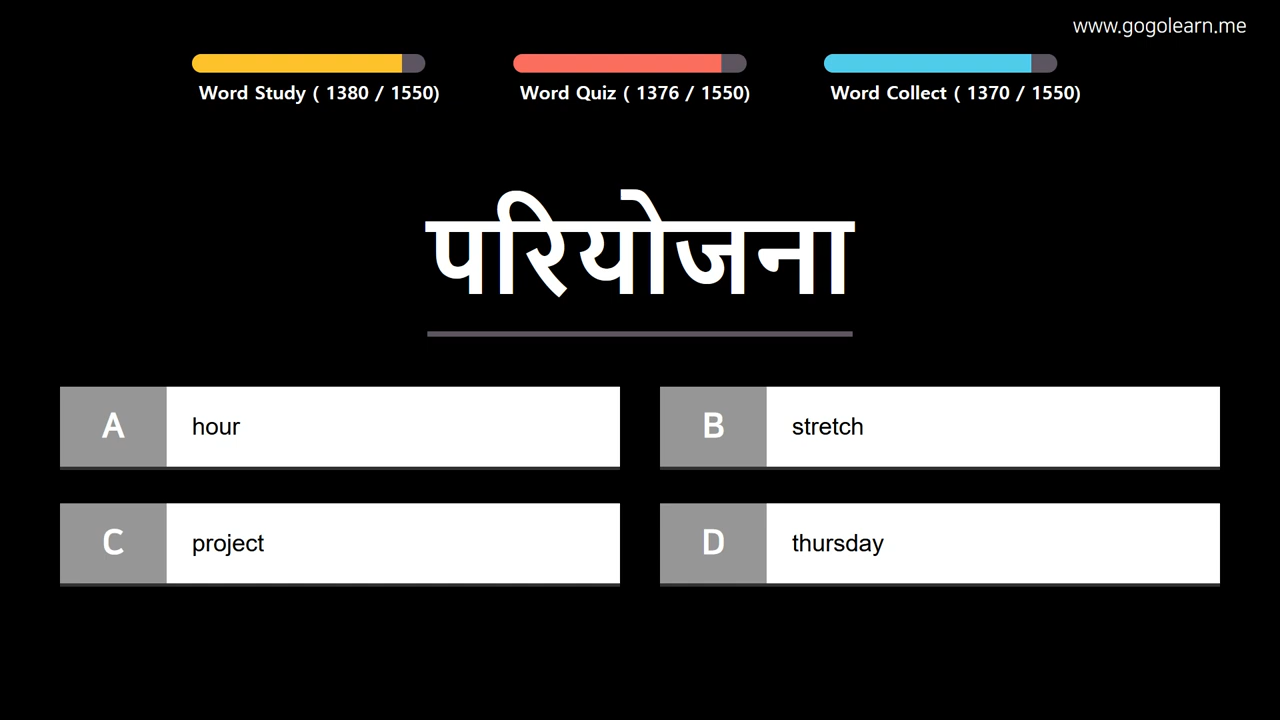 www.gogolearn.me
Word Study ( 1380 / 1550)
Word Quiz ( 1376 / 1550)
Word Collect ( 1370 / 1550)
परियोजना
A hour
B stretch
C project
D thursday